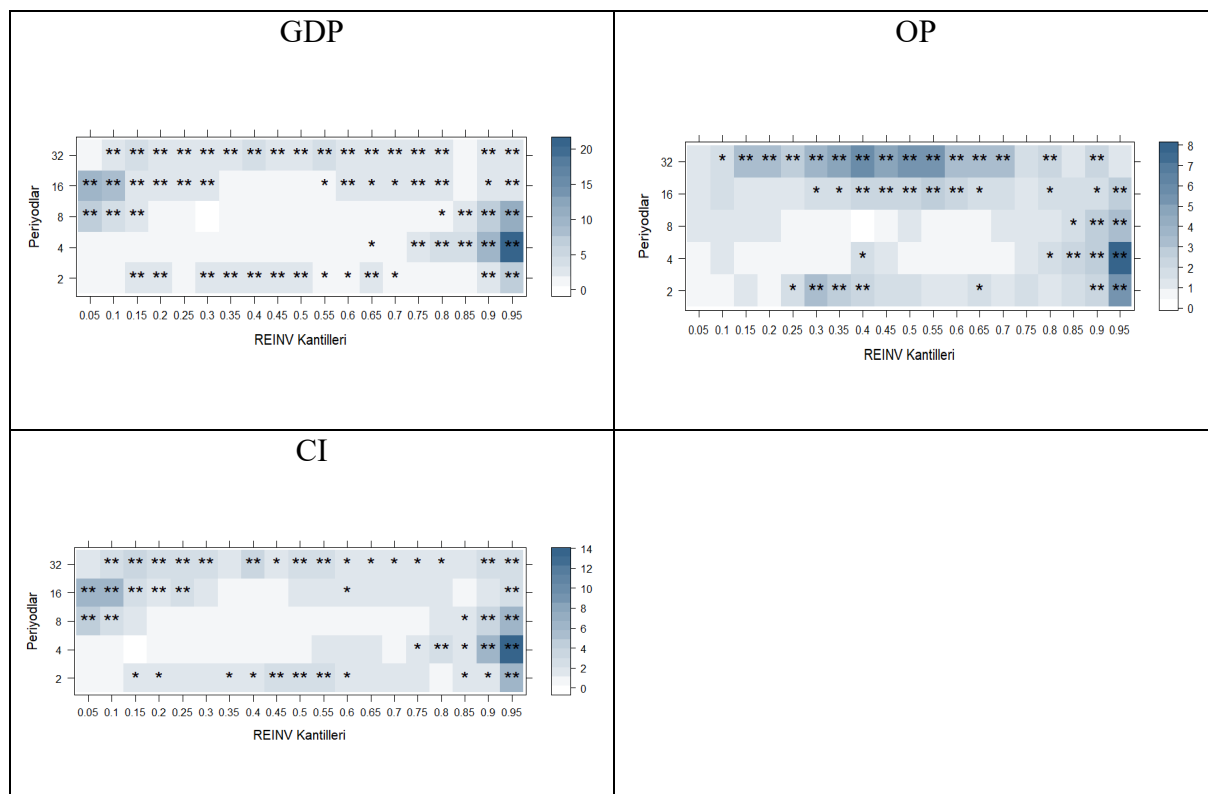 GDP
Periyodlar
32 ** ** ** ** ** ** ** ** ** ** ** ** ** ** ** ** **
16 ** ** ** ** ** ** * ** * * ** ** * **
8 ** ** ** * ** ** **
4 * ** ** ** ** **
2 ** ** ** ** ** ** ** * * ** * ** **
0.05 0.1 0.15 0.2 0.25 0.3 0.35 0.4 0.45 0.5 0.55 0.6 0.65 0.7 0.75 0.8 0.85 0.9 0.95
REINV Kantilleri
20
15
10
5
0
OP
Periyodlar
32 * ** ** ** ** ** ** ** ** ** ** ** ** ** **
16 * * ** ** ** ** ** * * * **
8 * ** **
4 * * ** ** **
2 * ** ** ** * ** **
0.05 0.1 0.15 0.2 0.25 0.3 0.35 0.4 0.45 0.5 0.55 0.6 0.65 0.7 0.75 0.8 0.85 0.9 0.95
REINV Kantilleri
8
7
6
5
4
3
2
1
0
CI
Periyodlar
32 ** ** ** ** ** ** * ** ** * * * * * ** **
16 ** ** ** ** ** * **
8 ** ** * ** **
4 * ** * ** **
2 * * * * ** ** ** * * * **
0.05 0.1 0.15 0.2 0.25 0.3 0.35 0.4 0.45 0.5 0.55 0.6 0.65 0.7 0.75 0.8 0.85 0.9 0.95
REINV Kantilleri
14
12
10
8
6
4
2
0